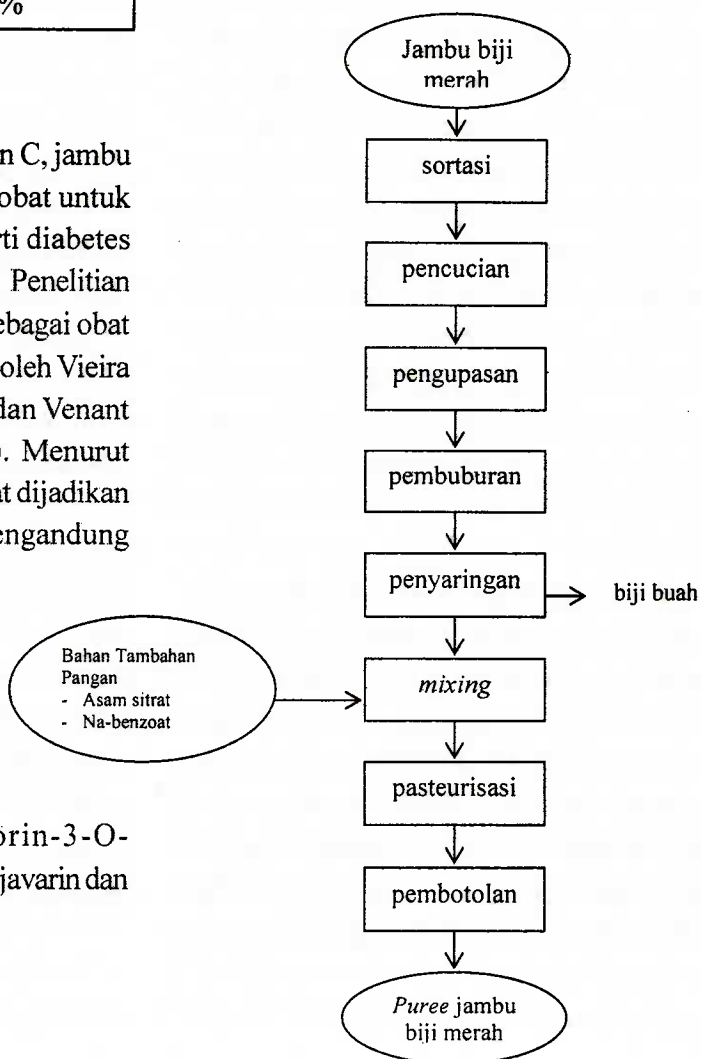 %
n C, jambu
obat untuk
rti diabetes
Penelitian
ebagai obat
oleh Vieira
dan Venant
). Menurut
at dijadikan
engandung
orin-3-O-
javarin dan
Jambu biji
merah
sortasi
pencucian
pengupasan
pembuburan
penyaringan
biji buah
Bahan Tambahan
Pangan
- Asam sitrat
- Na-benzoat
mixing
pasteurisasi
pembotolan
Puree jambu
biji merah